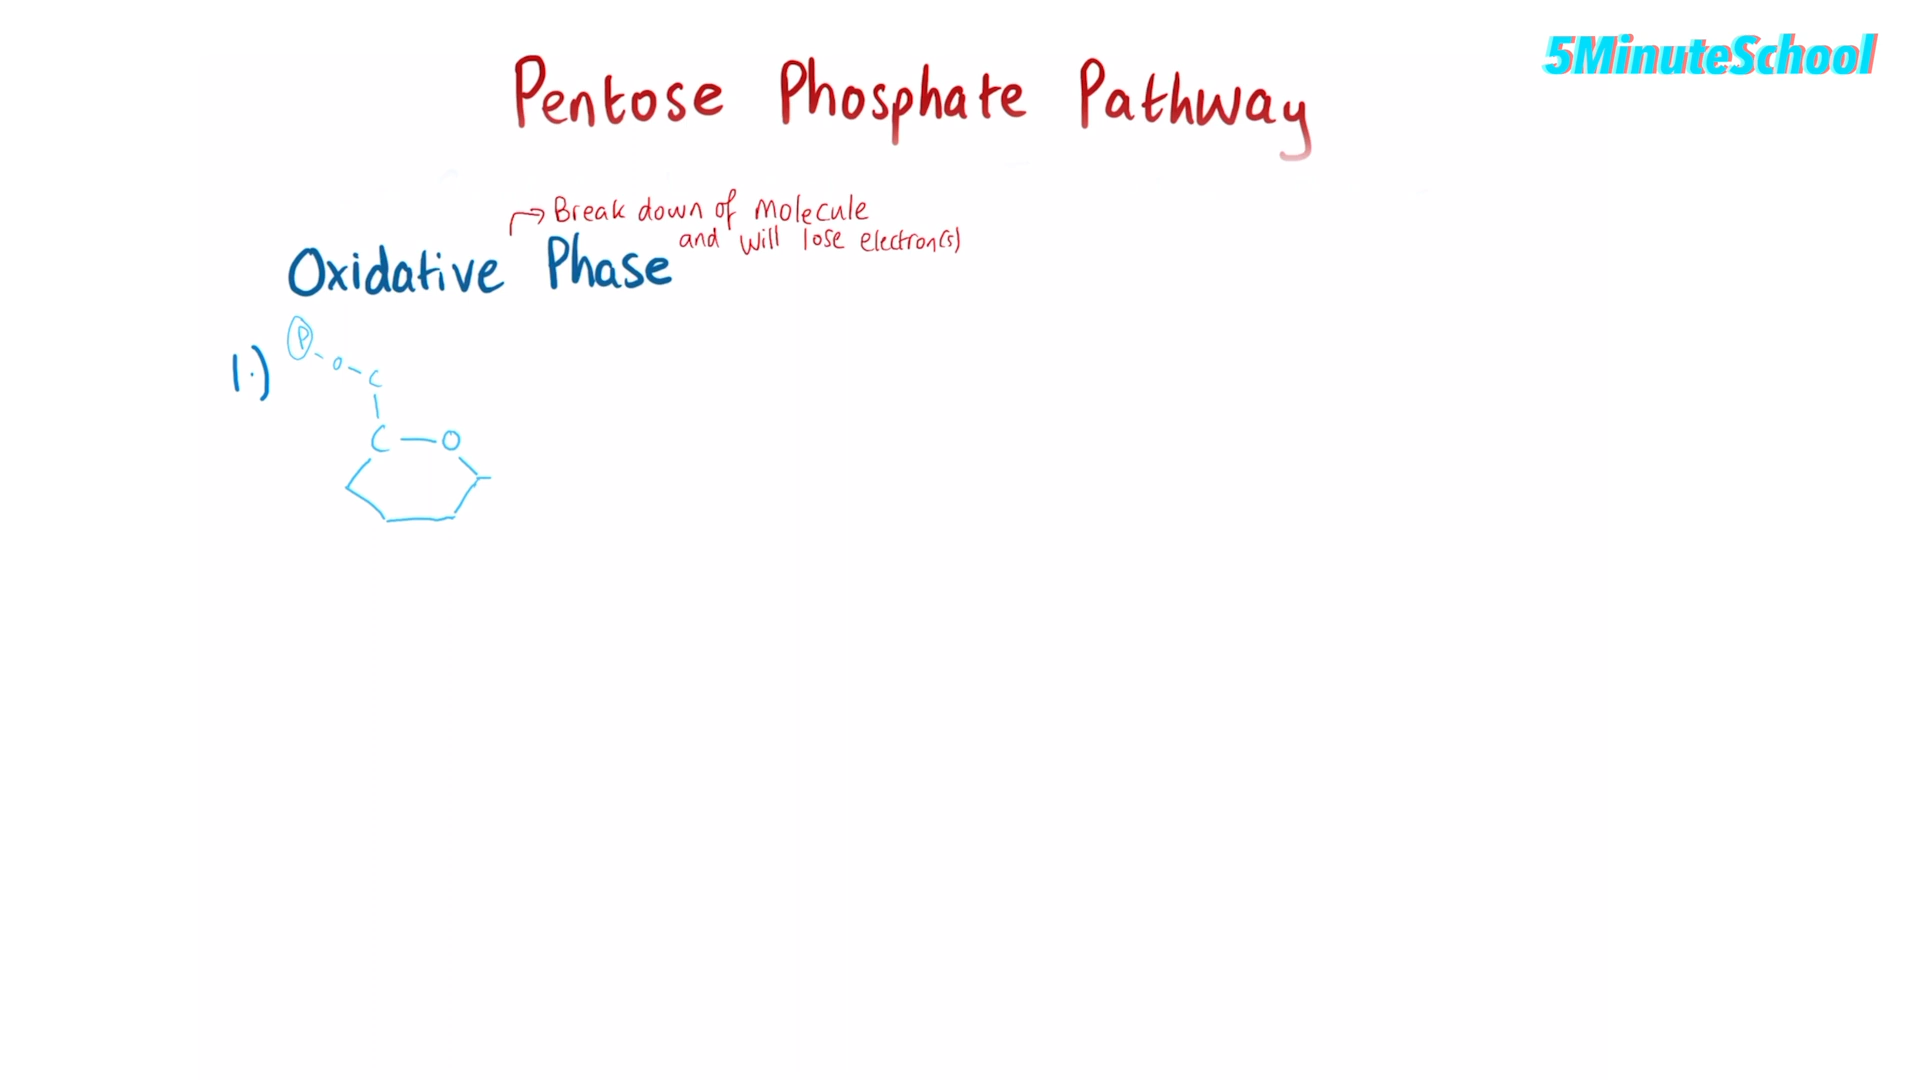 5MinuteSchool
Pentose Phosphate Pathway
Break down of molecule
and will lose electron(s)
Oxidative Phase
1.)
P - O - C
C - O